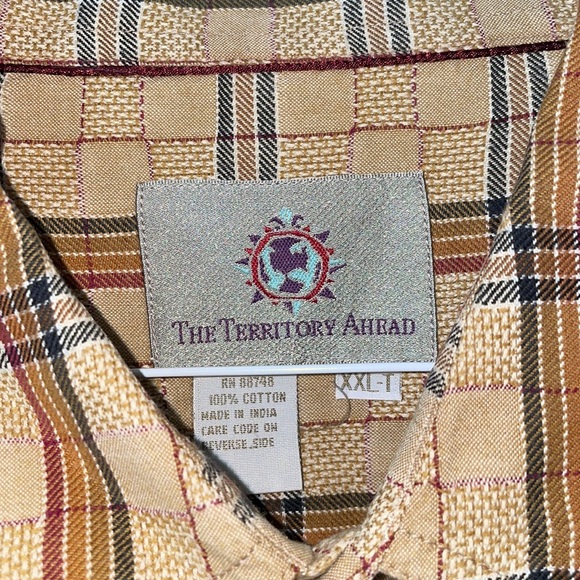 THE TERRITORY AHEAD
RN 88748
100% COTTON
MADE IN INDIA
CARE CODE ON
REVERSE SIDE
XXL-T